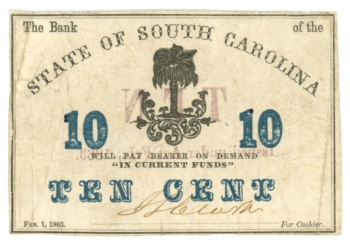 The Bank of the
STATE OF SOUTH CAROLINA
10 10
WILL PAY BEARER ON DEMAND
"IN CURRENT FUNDS"
TEN CENT
FEB. 1, 1863. For Cashier.